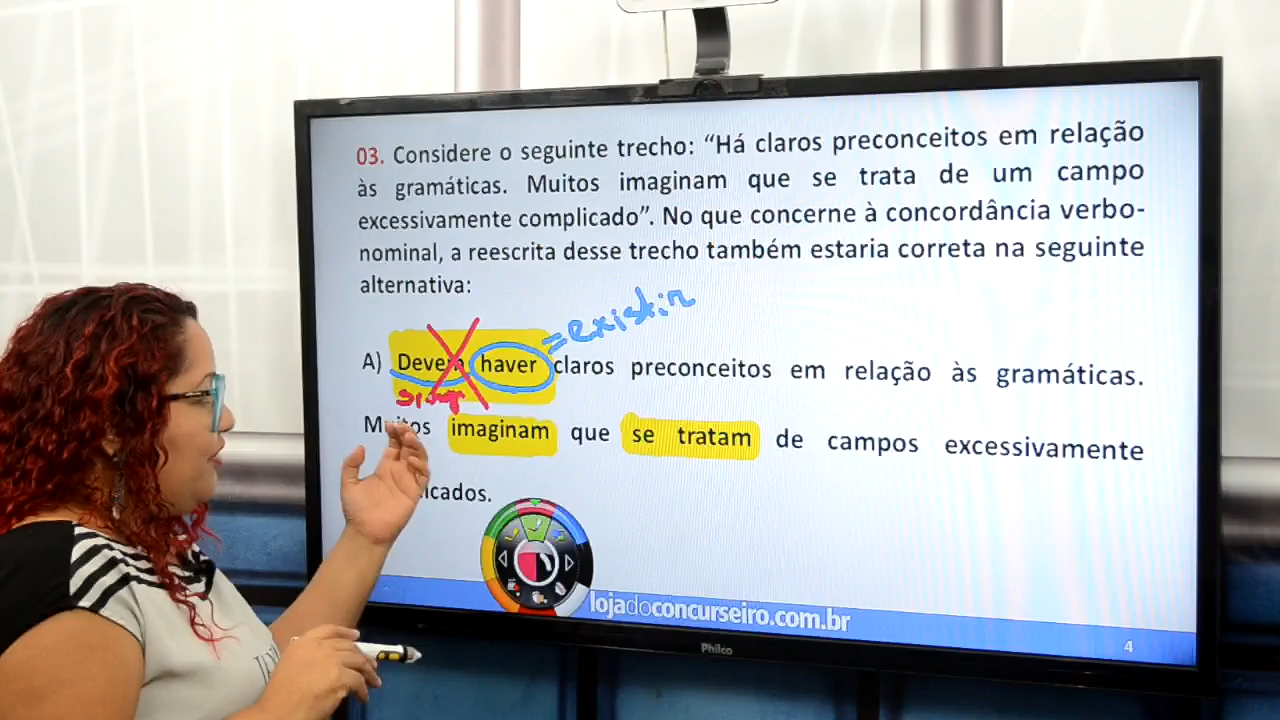 03. Considere o seguinte trecho: “Há claros preconceitos em relação
às gramáticas. Muitos imaginam que se trata de um campo
excessivamente complicado”. No que concerne à concordância verbo-
nominal, a reescrita desse trecho também estaria correta na seguinte
alternativa:
= existir
A) Devem haver claros preconceitos em relação às gramáticas.
Muitos imaginam que se tratam de campos excessivamente
icados.
lojadoconcurseiro.com.br
4
Philco